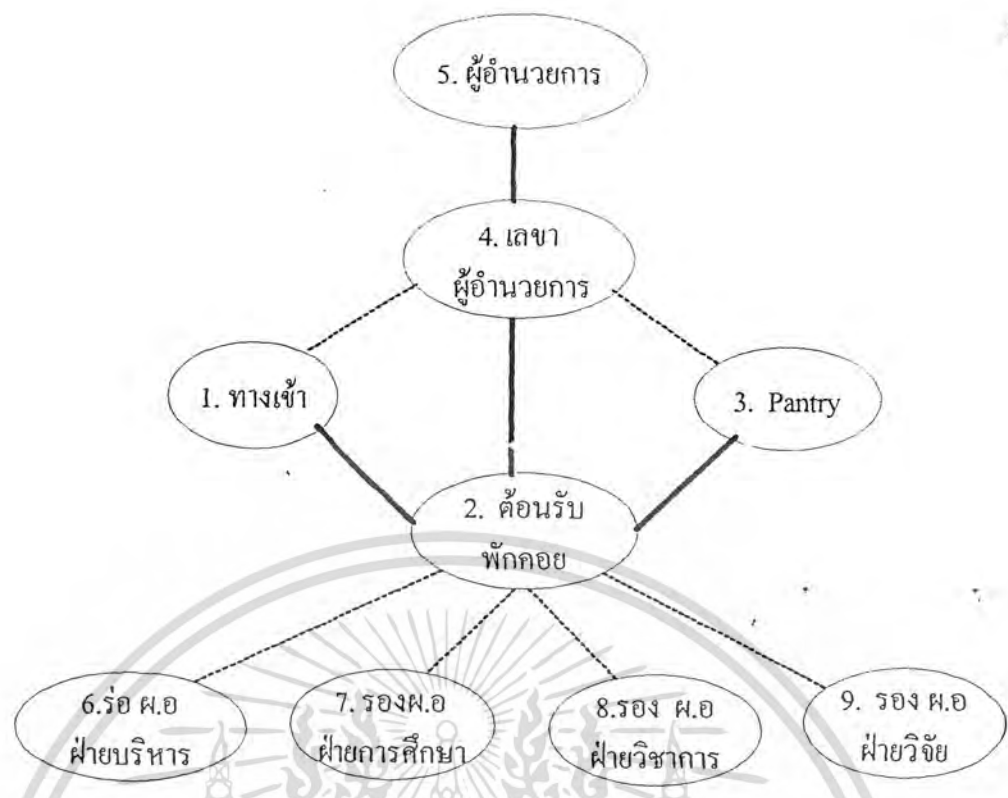 5. ผู้อำนวยการ
4. เลขา
ผู้อำนวยการ
1. ทางเข้า
3. Pantry
2. ต้อนรับ
พักคอย
6.ร่อ ผ.อ
ฝ่ายบริหาร
7. รองผ.อ
ฝ่ายการศึกษา
8.รอง ผ.อ
ฝ่ายวิชาการ
9. รอง ผ.อ
ฝ่ายวิจัย